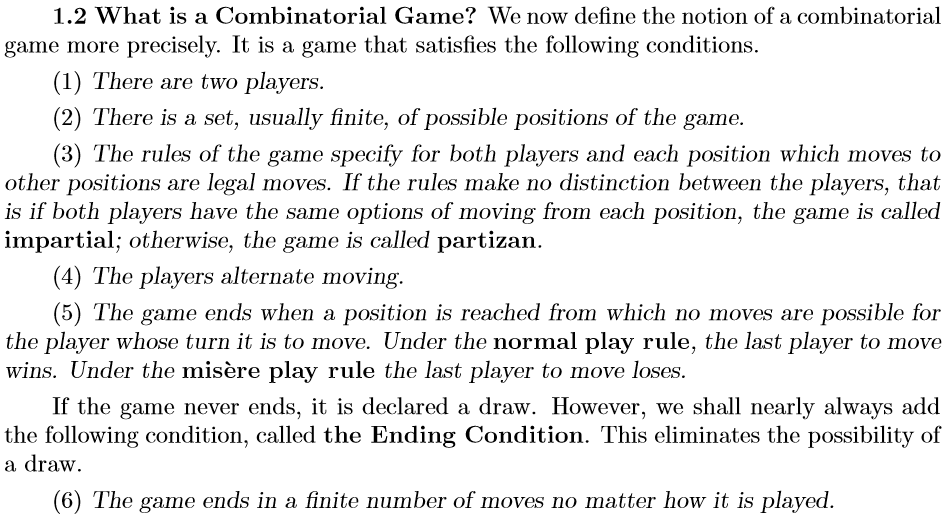 1.2 What is a Combinatorial Game? We now define the notion of a combinatorial
game more precisely. It is a game that satisfies the following conditions.
(1) There are two players.
(2) There is a set, usually finite, of possible positions of the game.
(3) The rules of the game specify for both players and each position which moves to
other positions are legal moves. If the rules make no distinction between the players, that
is if both players have the same options of moving from each position, the game is called
impartial; otherwise, the game is called partizan.
(4) The players alternate moving.
(5) The game ends when a position is reached from which no moves are possible for
the player whose turn it is to move. Under the normal play rule, the last player to move
wins. Under the misère play rule the last player to move loses.
If the game never ends, it is declared a draw. However, we shall nearly always add
the following condition, called the Ending Condition. This eliminates the possibility of
a draw.
(6) The game ends in a finite number of moves no matter how it is played.